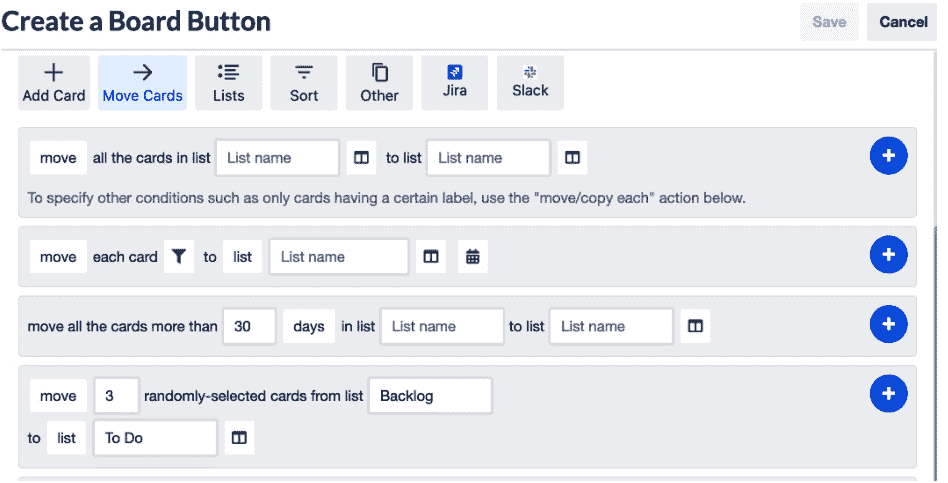 Create a Board Button
Save
Cancel
Add Card
Move Cards
Lists
Sort
Other
Jira
Slack
move all the cards in list List name to list List name
To specify other conditions such as only cards having a certain label, use the "move/copy each" action below.
move each card to list List name
move all the cards more than 30 days in list List name to list List name
move 3 randomly-selected cards from list Backlog
to list To Do